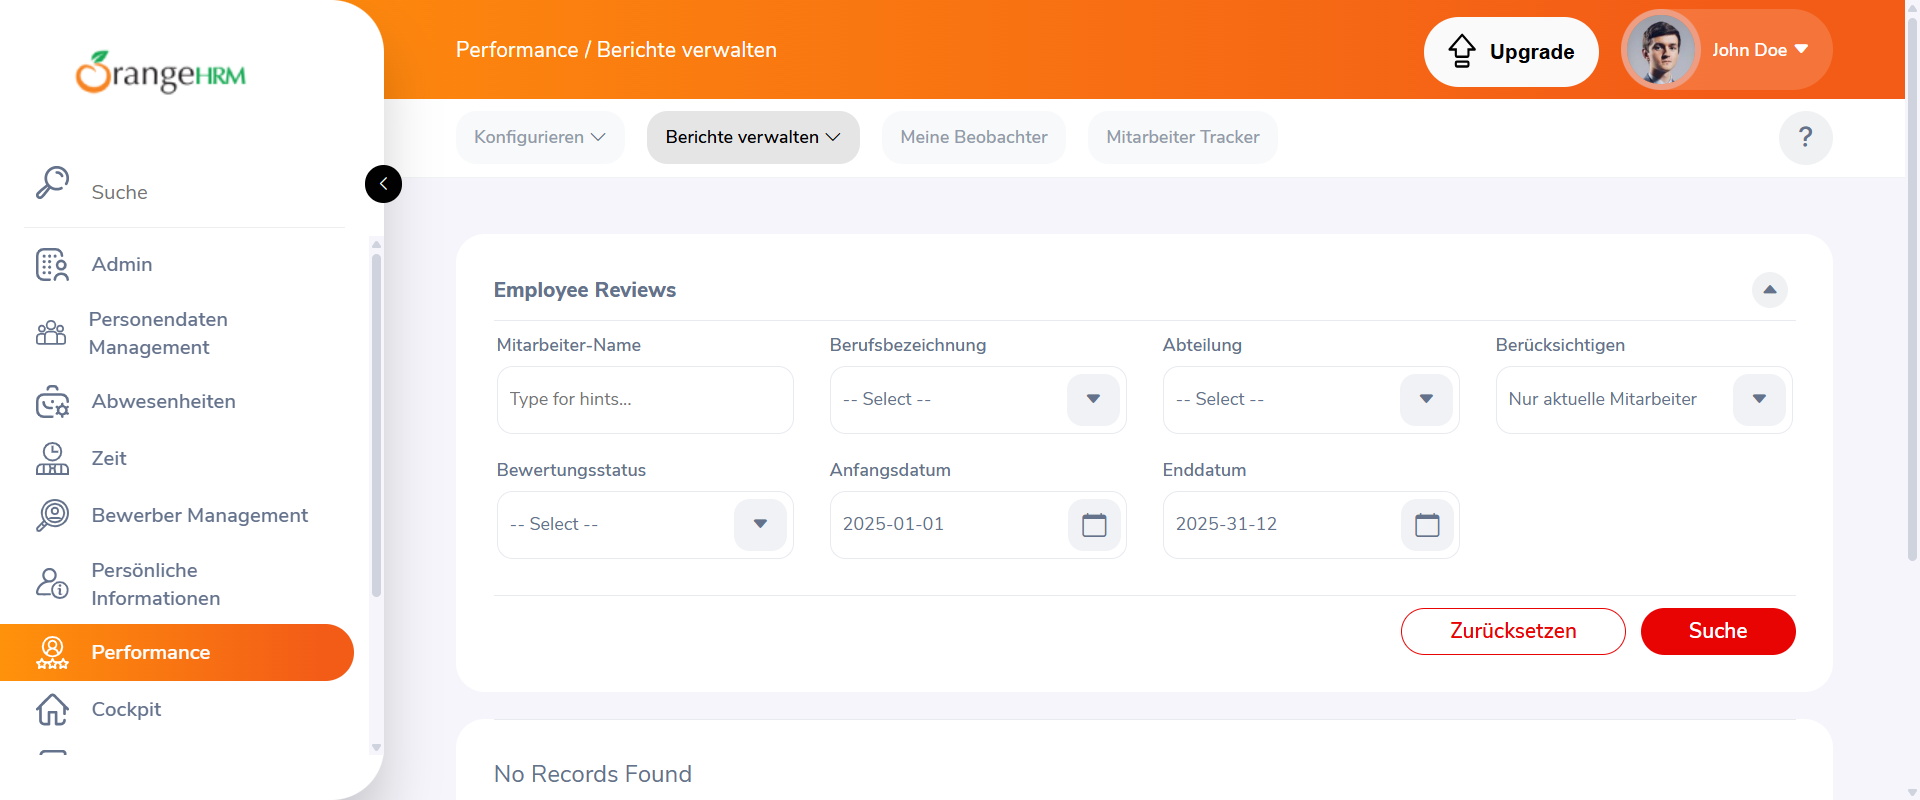 OrangeHRM
Performance / Berichte verwalten
Upgrade
John Doe
Konfigurieren
Berichte verwalten
Meine Beobachter
Mitarbeiter Tracker
?
Suche
Admin
Personendaten
Management
Abwesenheiten
Zeit
Bewerber Management
Persönliche
Informationen
Performance
Cockpit
Employee Reviews
Mitarbeiter-Name
Berufsbezeichnung
Abteilung
Berücksichtigen
Type for hints...
-- Select --
-- Select --
Nur aktuelle Mitarbeiter
Bewertungsstatus
Anfangsdatum
Enddatum
-- Select --
2025-01-01
2025-31-12
Zurücksetzen
Suche
No Records Found